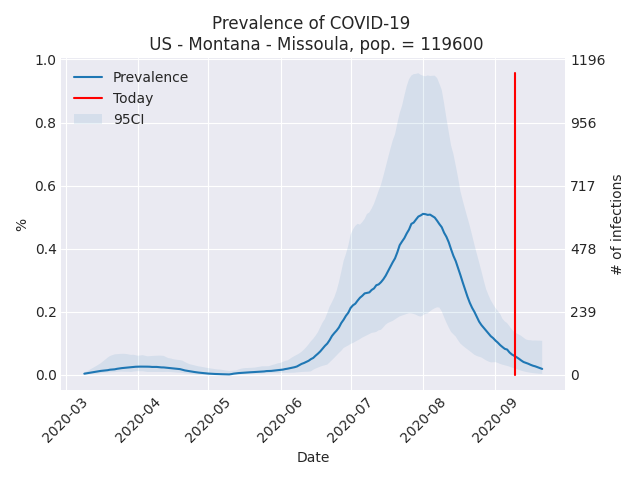 Prevalence of COVID-19
US - Montana - Missoula, pop. = 119600
Prevalence
Today
95CI
1.0
0.8
0.6
0.4
0.2
0.0
%
1196
956
717
478
239
0
# of infections
2020-03
2020-04
2020-05
2020-06
2020-07
2020-08
2020-09
Date